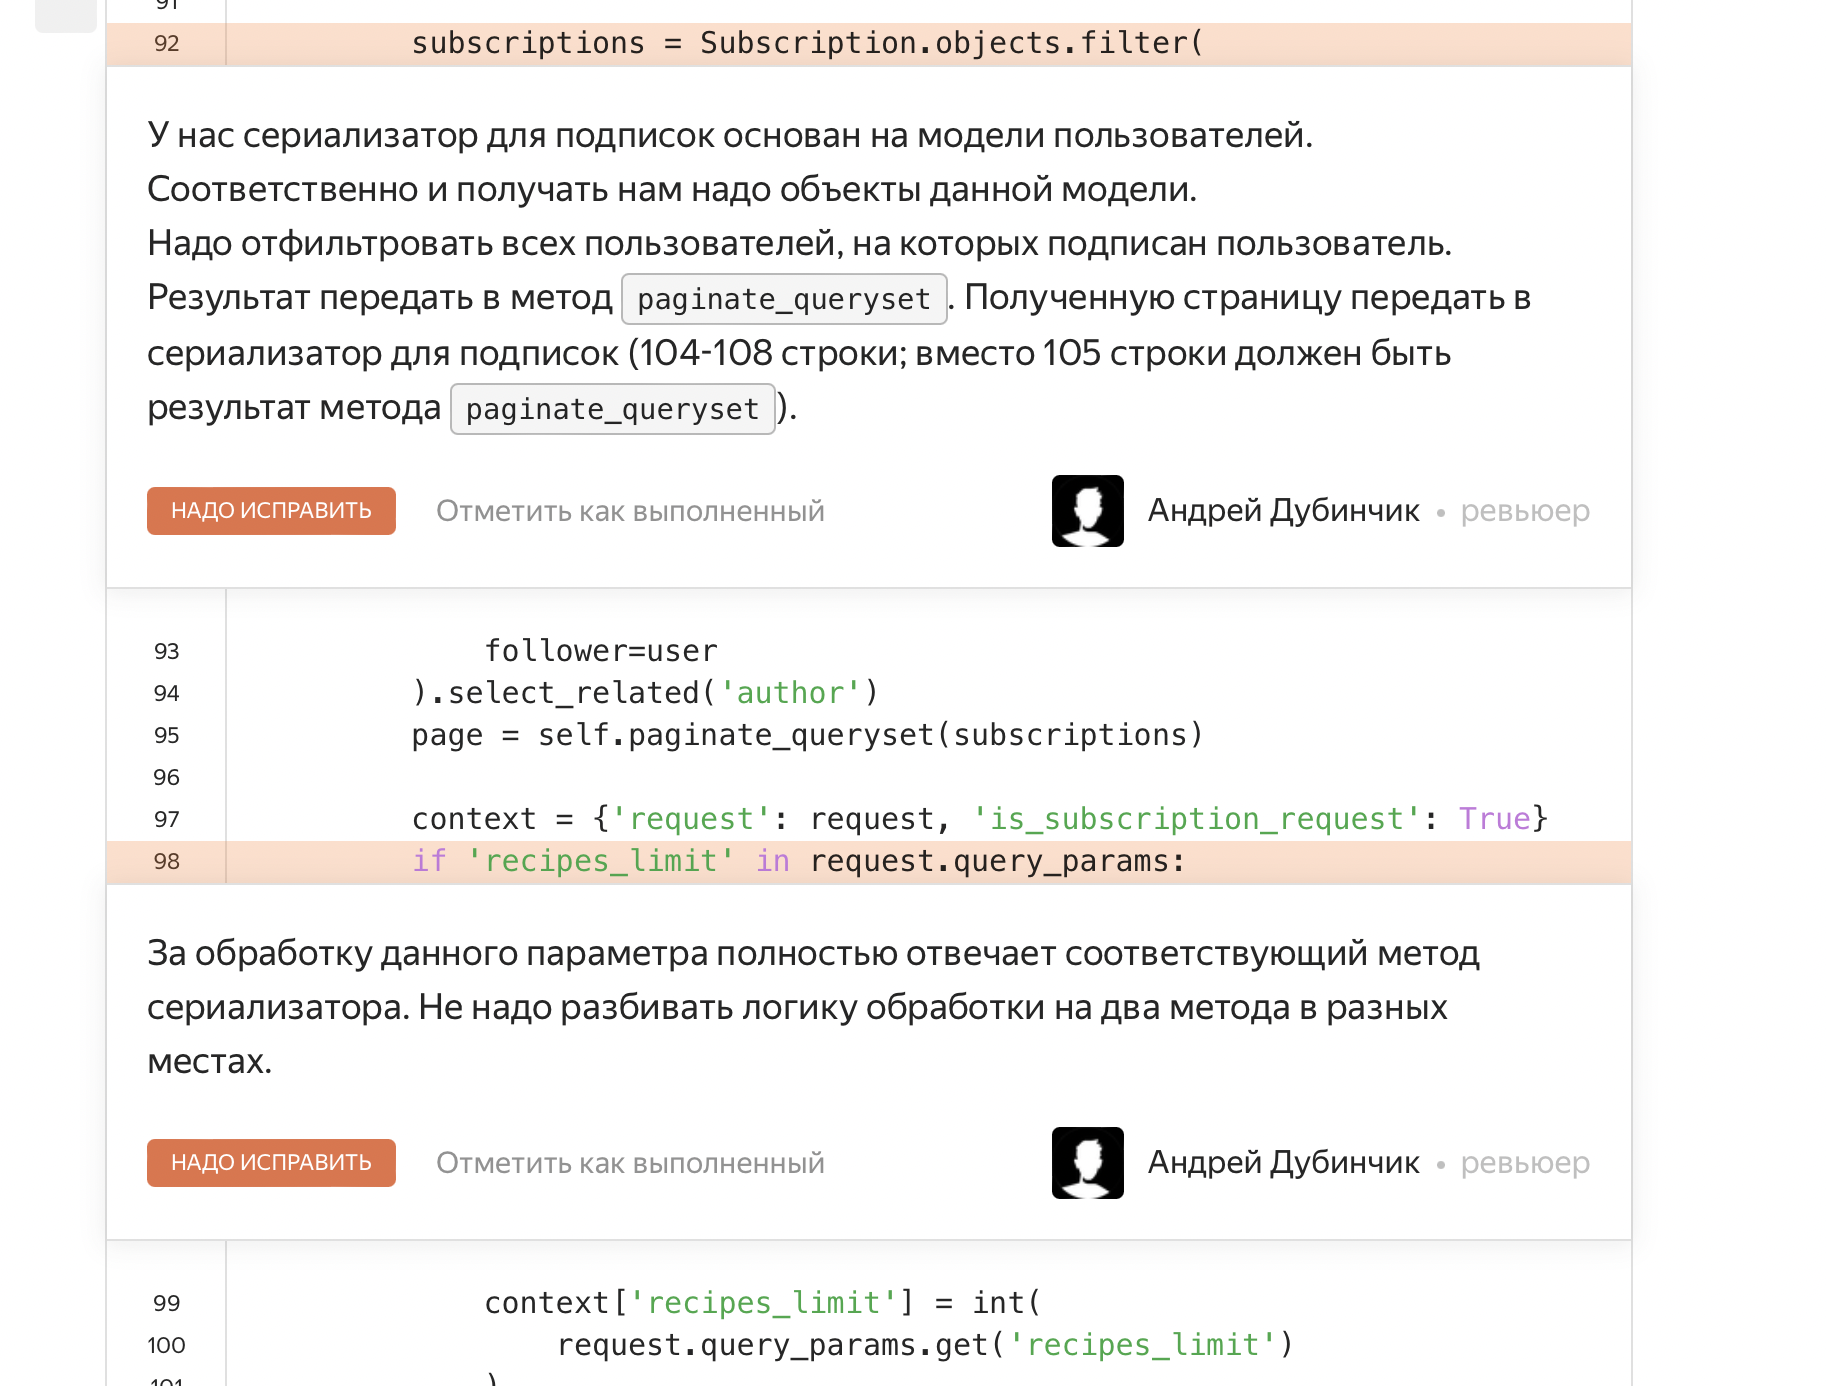 91
92 subscriptions = Subscription.objects.filter(
У нас сериализатор для подписок основан на модели пользователей.
Соответственно и получать нам надо объекты данной модели.
Надо отфильтровать всех пользователей, на которых подписан пользователь.
Результат передать в метод paginate_queryset. Полученную страницу передать в
сериализатор для подписок (104-108 строки; вместо 105 строки должен быть
результат метода paginate_queryset).
НАДО ИСПРАВИТЬ Отметить как выполненный Андрей Дубинчик • ревьюер
93 follower=user
94 ).select_related('author')
95 page = self.paginate_queryset(subscriptions)
96
97 context = {'request': request, 'is_subscription_request': True}
98 if 'recipes_limit' in request.query_params:
За обработку данного параметра полностью отвечает соответствующий метод
сериализатора. Не надо разбивать логику обработки на два метода в разных
местах.
НАДО ИСПРАВИТЬ Отметить как выполненный Андрей Дубинчик • ревьюер
99 context['recipes_limit'] = int(
100 request.query_params.get('recipes_limit')
101 )